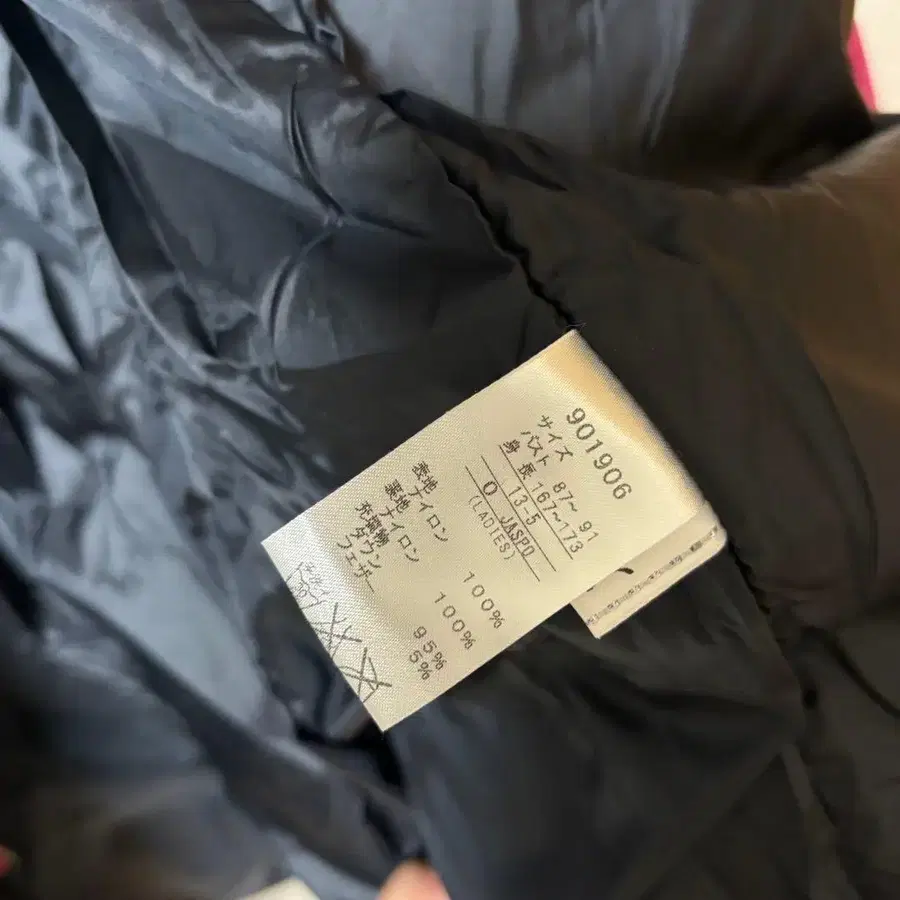 901906
サイズ
バスト 87~ 91
身 長 167~173
13-5
O JASPO
(LADIES)
表地
ナイロン 100%
裏地ナイロン 100%
充填物
ダウン 95%
フェザー 5%